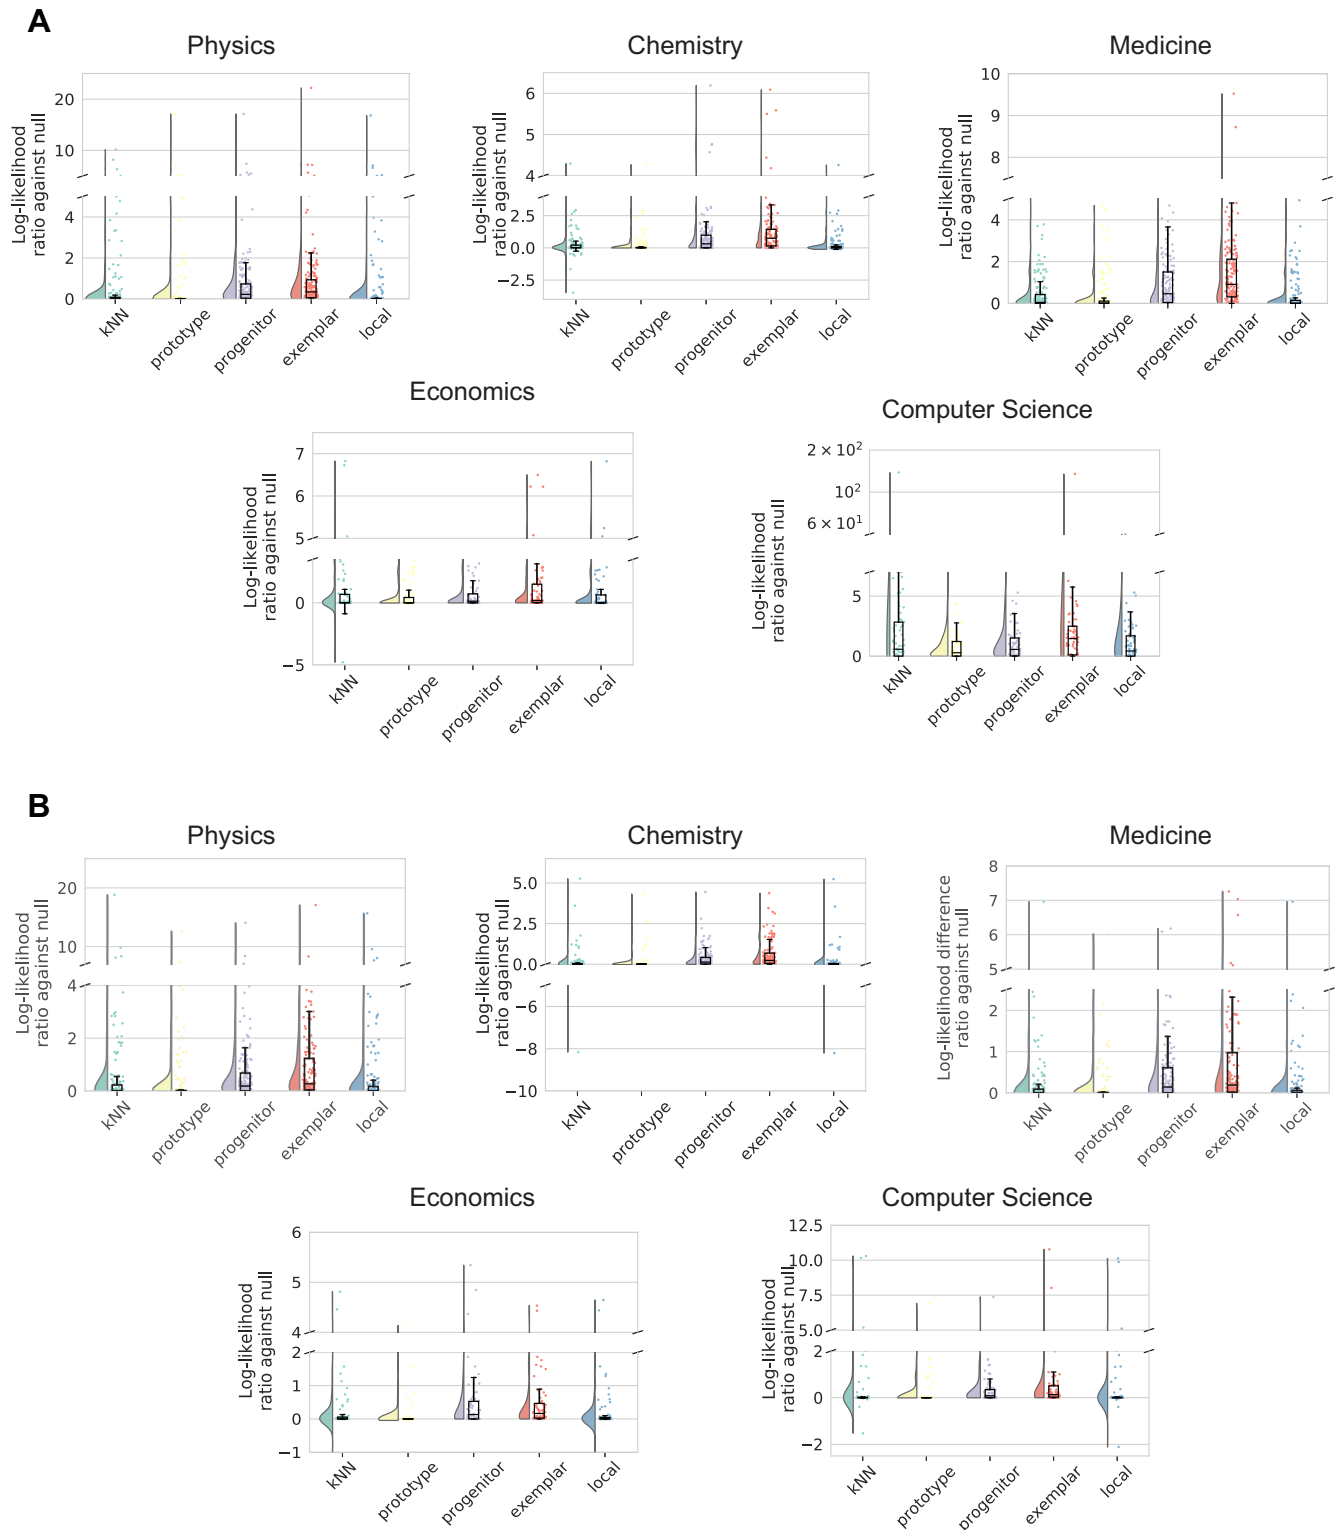 A
Physics
Log-likelihood
ratio against null
20
10
4
2
0
kNN
prototype
progenitor
exemplar
local
Chemistry
Log-likelihood
ratio against null
6
5
4
2.5
0.0
−2.5
kNN
prototype
progenitor
exemplar
local
Medicine
Log-likelihood
ratio against null
10
9
8
4
2
0
kNN
prototype
progenitor
exemplar
local
Economics
Log-likelihood
ratio against null
7
6
5
0
−5
kNN
prototype
progenitor
exemplar
local
Computer Science
Log-likelihood
ratio against null
2 × 10²
10²
6 × 10¹
5
0
kNN
prototype
progenitor
exemplar
local
B
Physics
Log-likelihood
ratio against null
20
10
4
2
0
kNN
prototype
progenitor
exemplar
local
Chemistry
Log-likelihood
ratio against null
5.0
2.5
0.0
−6
−8
−10
kNN
prototype
progenitor
exemplar
local
Medicine
Log-likelihood difference
ratio against null
8
7
6
5
2
1
0
kNN
prototype
progenitor
exemplar
local
Economics
Log-likelihood
ratio against null
6
5
4
2
1
0
−1
kNN
prototype
progenitor
exemplar
local
Computer Science
Log-likelihood
ratio against null
12.5
10.0
7.5
5.0
2
0
−2
kNN
prototype
progenitor
exemplar
local